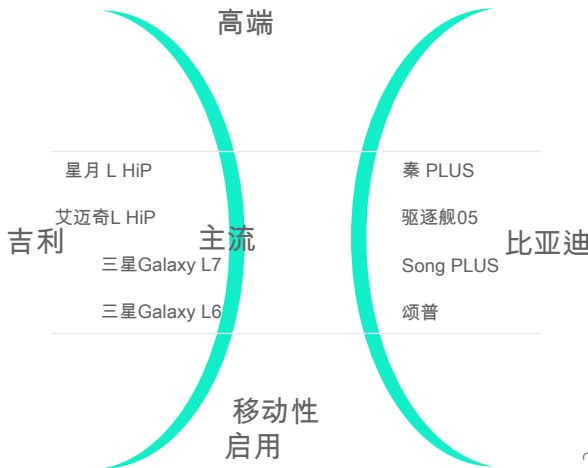 高端
星月 L HiP
秦 PLUS
艾迈奇L HiP
驱逐舰05
吉利
主流
比亚迪
三星Galaxy L7
Song PLUS
三星Galaxy L6
颂普
移动性
启用